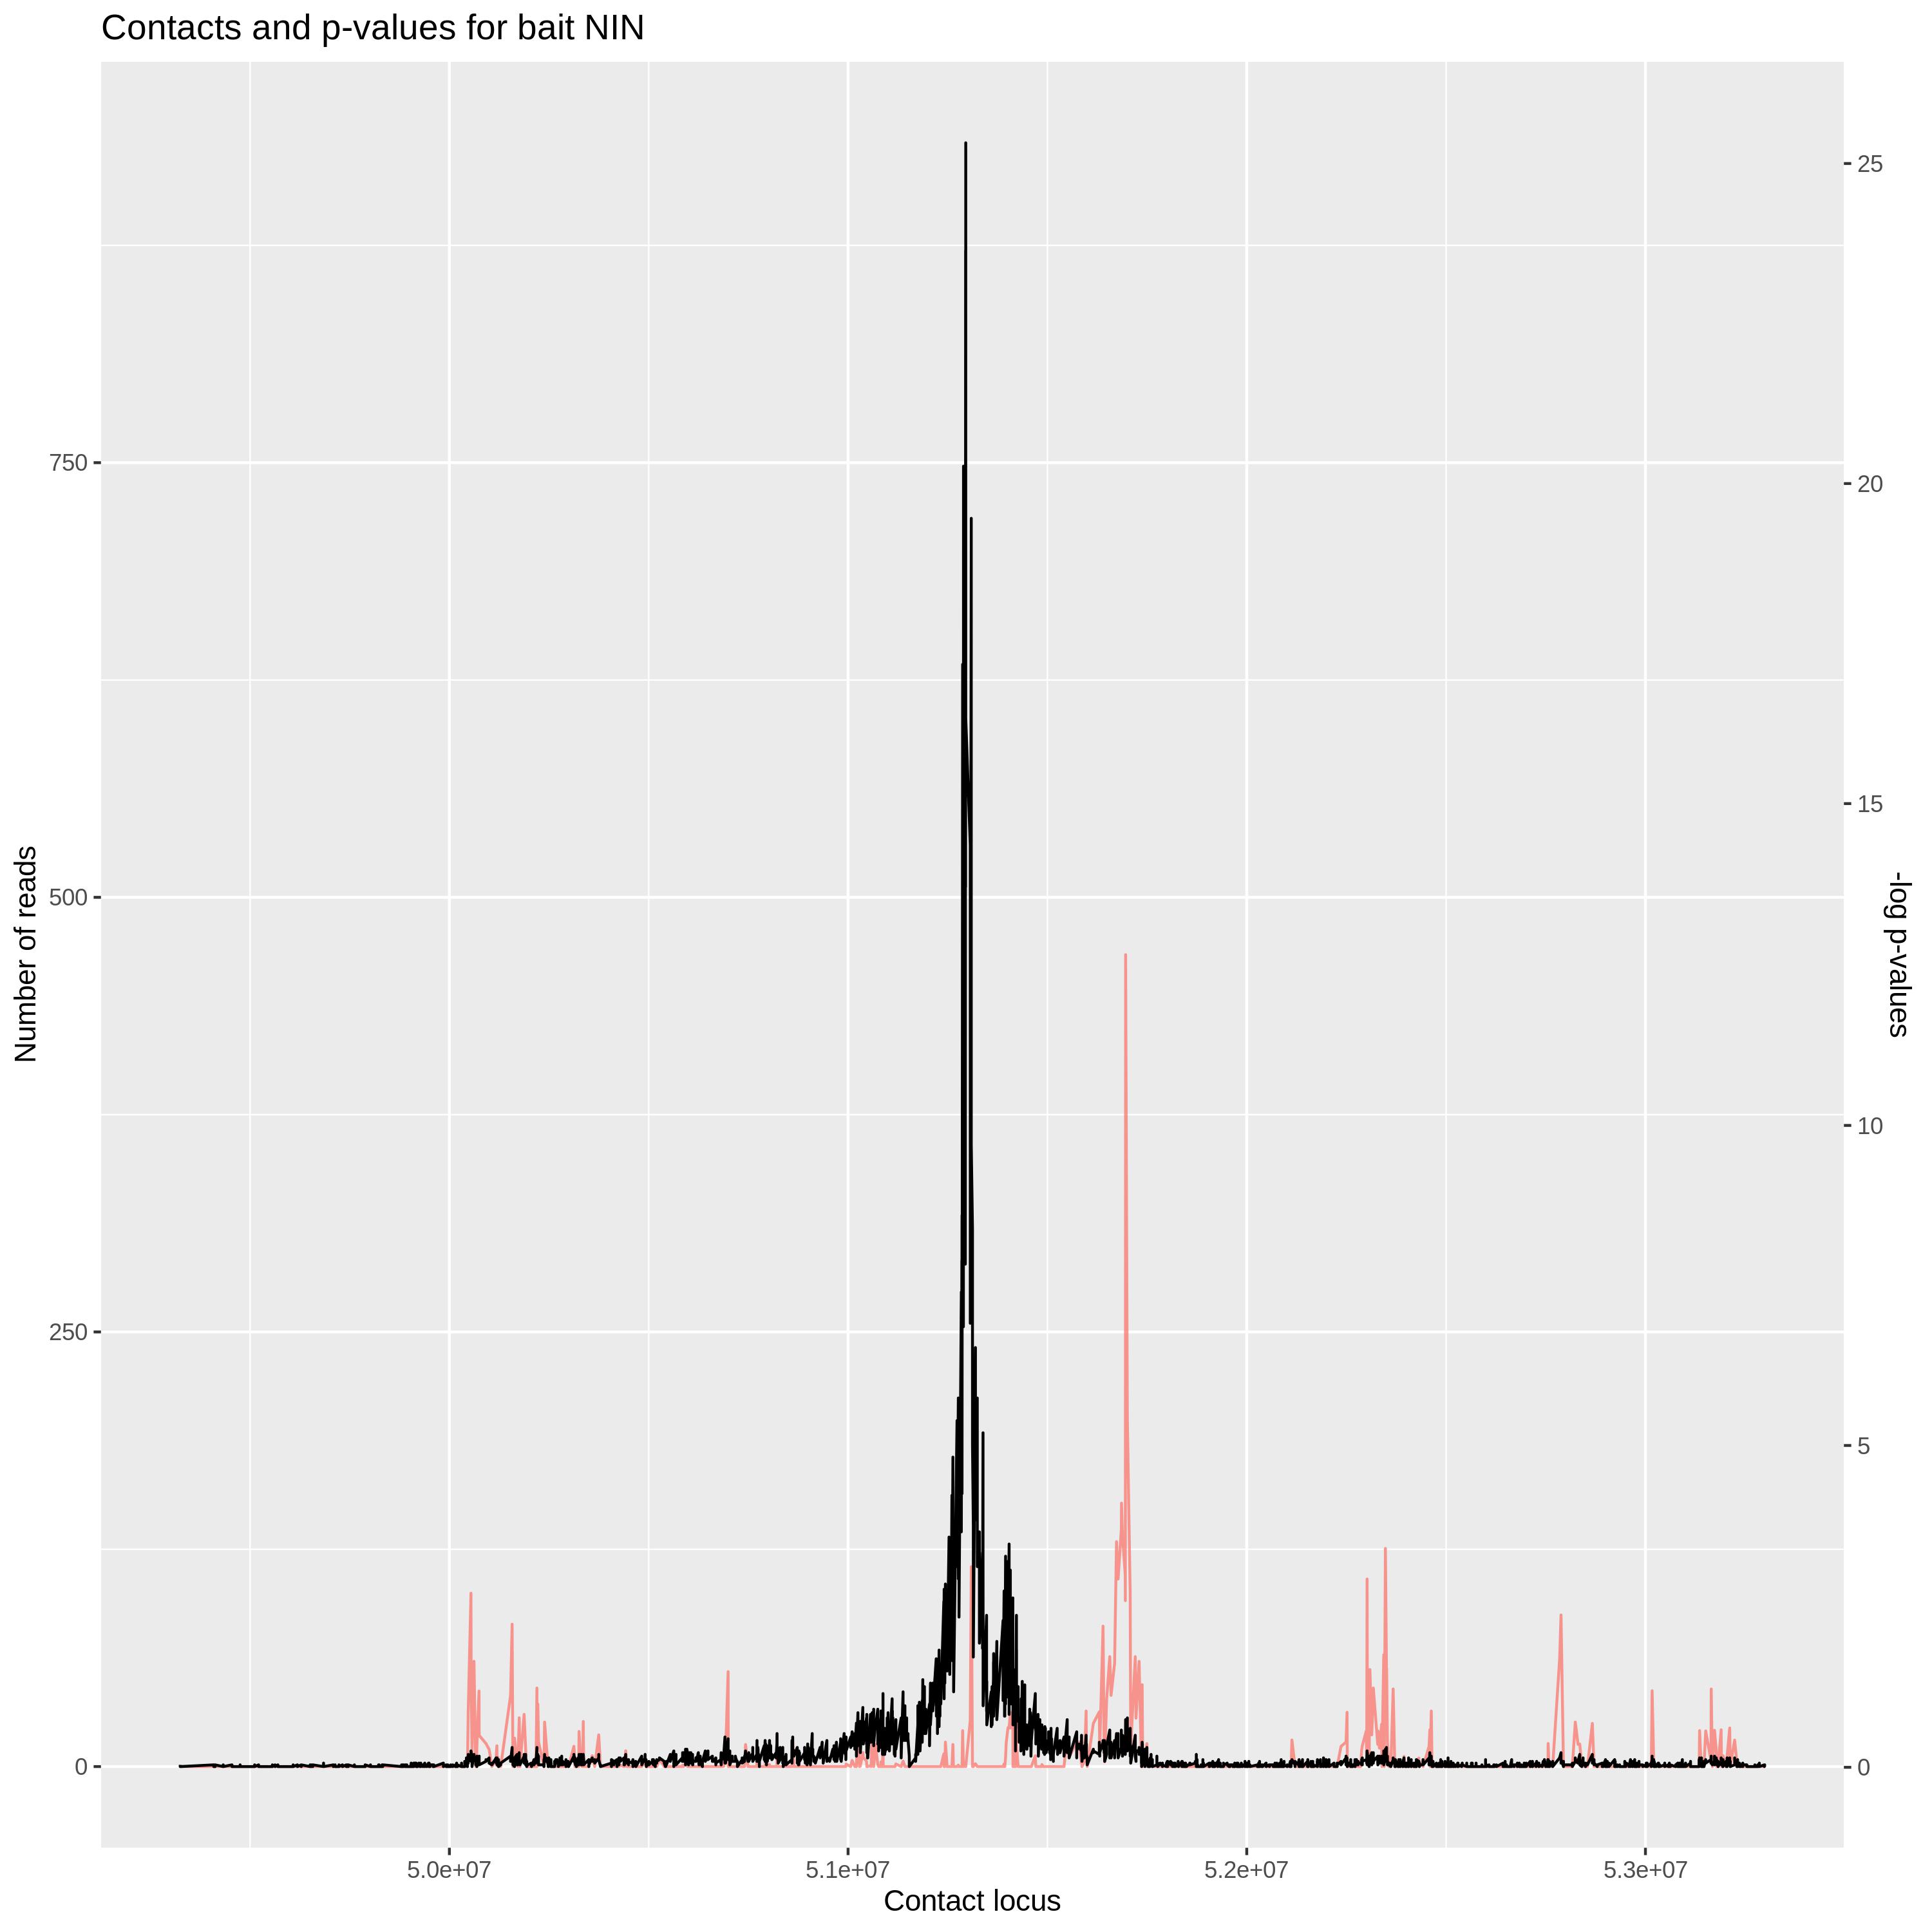 Contacts and p-values for bait NIN
Number of reads
750
500
250
0
25
20
15
10
5
0
-log p-values
5.0e+07
5.1e+07
5.2e+07
5.3e+07
Contact locus